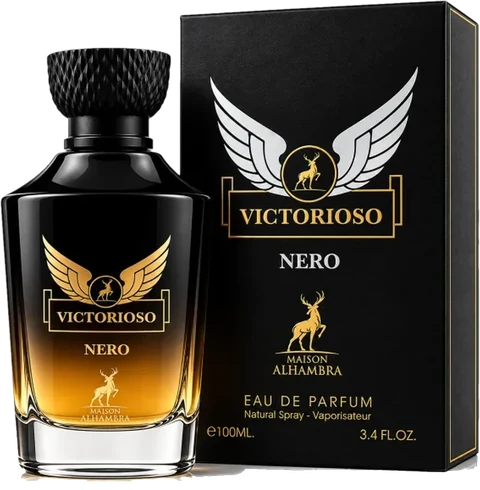 VICTORIOSO
NERO
MAISON
ALHAMBRA
VICTORIOSO
NERO
MAISON
ALHAMBRA
EAU DE PARFUM
Natural Spray - Vaporisateur
℮100ML. 3.4 FL.OZ.